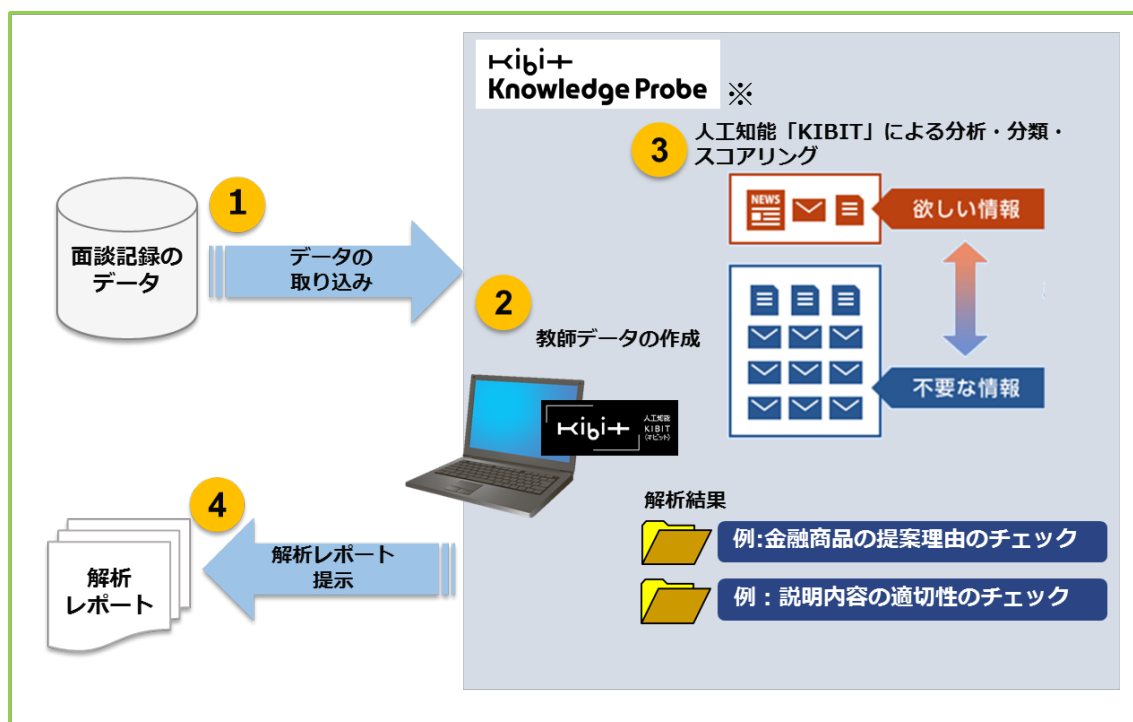 Kibit
Knowledge Probe ※
3
人工知能「KIBIT」による分析・分類・
スコアリング
1
面談記録の
データ
データの
取り込み
NEWS
欲しい情報
2
教師データの作成
不要な情報
Kibit
人工知能
KIBIT
(キビット)
4
解析結果
例:金融商品の提案理由のチェック
例：説明内容の適切性のチェック
解析レポート
提示
解析
レポート